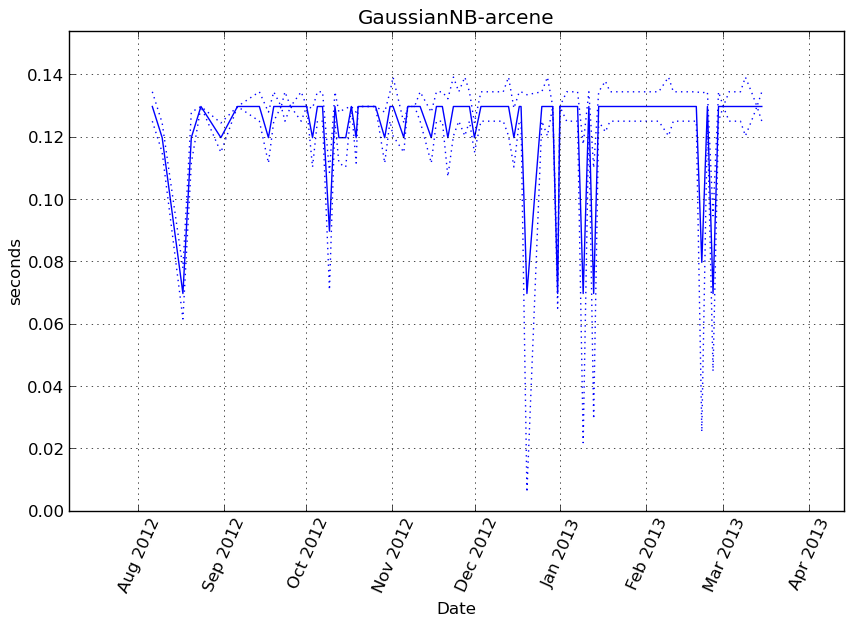 GaussianNB-arcene
0.14
0.12
0.10
0.08
0.06
0.04
0.02
0.00
seconds
Aug 2012
Sep 2012
Oct 2012
Nov 2012
Dec 2012
Jan 2013
Feb 2013
Mar 2013
Apr 2013
Date